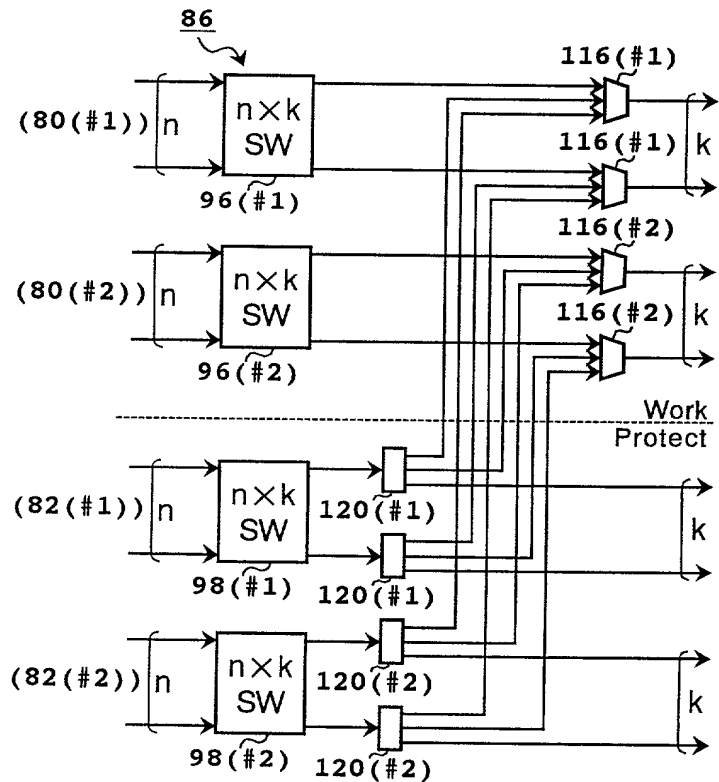 86
116(#1)
(80(#1)) n
n×k
SW
k
116(#1)
96(#1)
116(#2)
(80(#2)) n
n×k
SW
k
116(#2)
96(#2)
Work
Protect
(82(#1)) n
n×k
SW
120(#1)
k
98(#1)
120(#1)
(82(#2)) n
n×k
SW
120(#2)
k
98(#2)
120(#2)